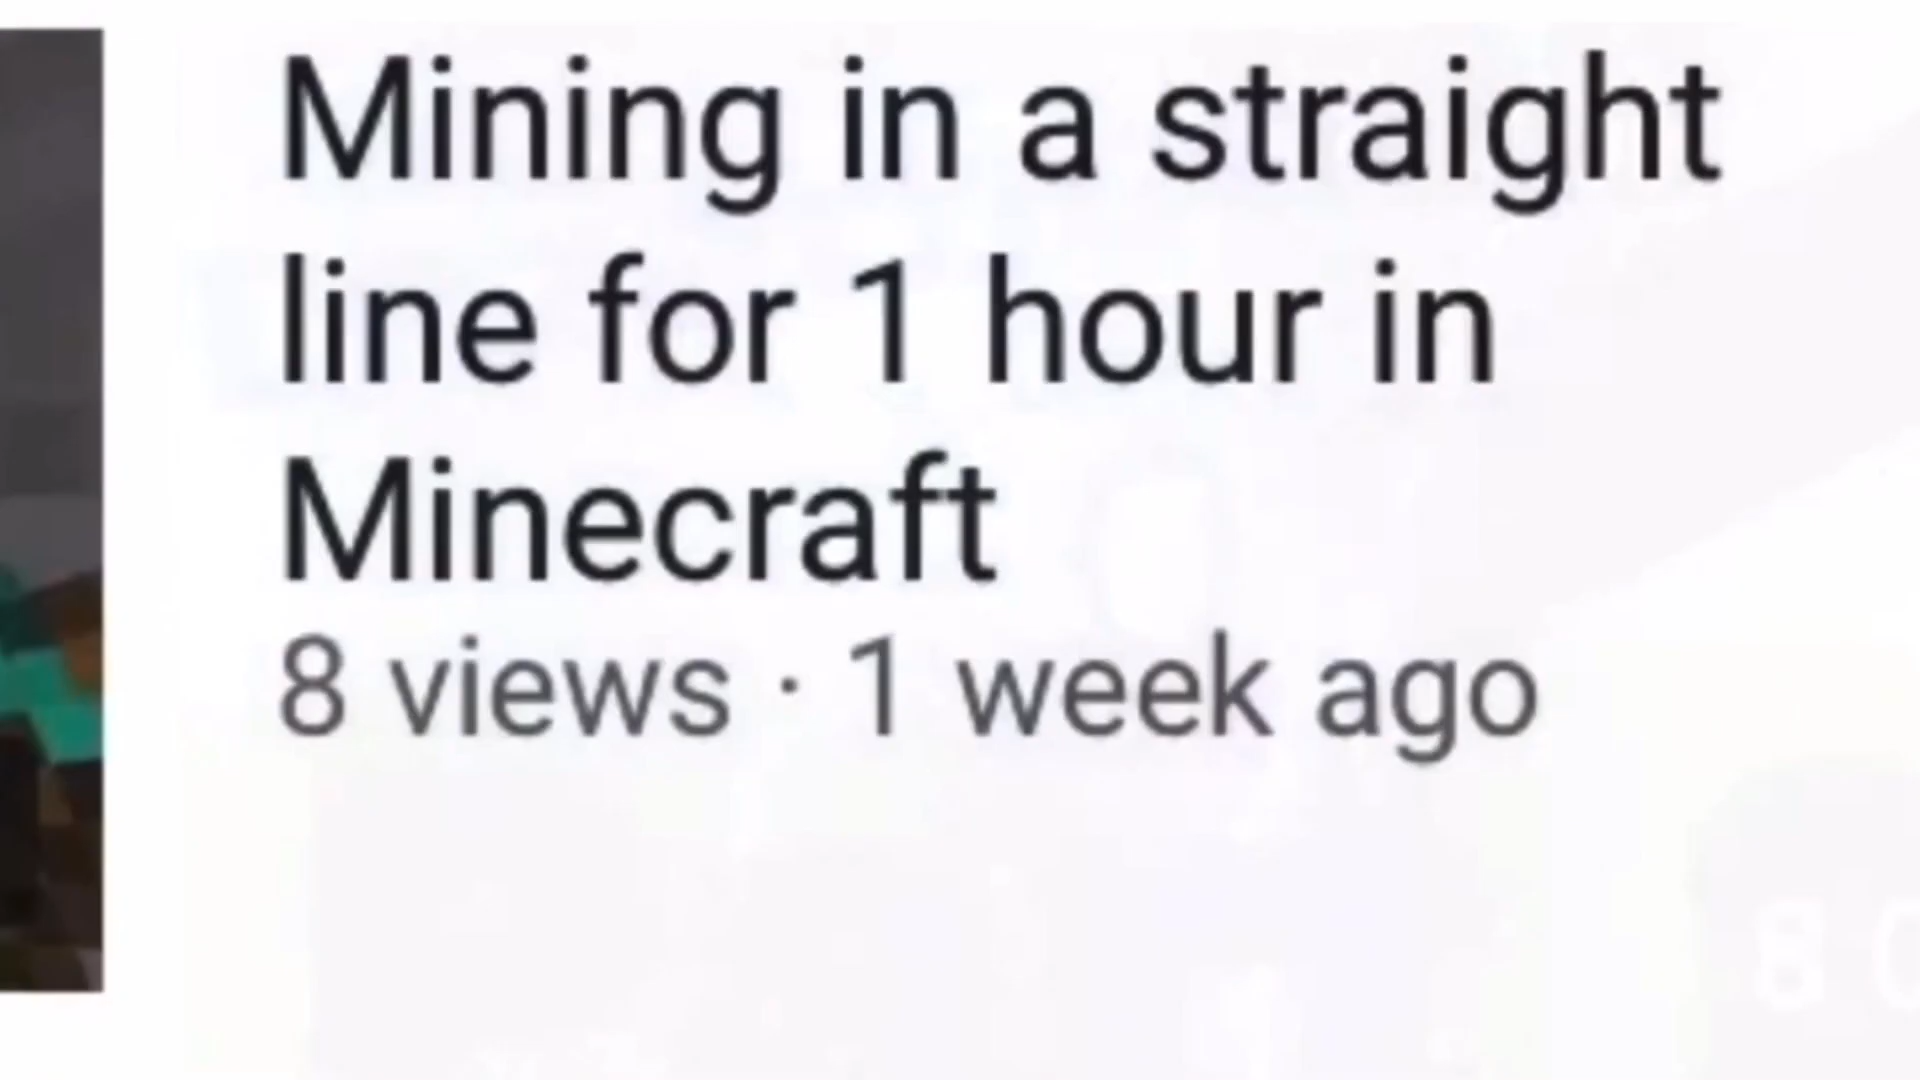 Mining in a straight
line for 1 hour in
Minecraft
8 views · 1 week ago